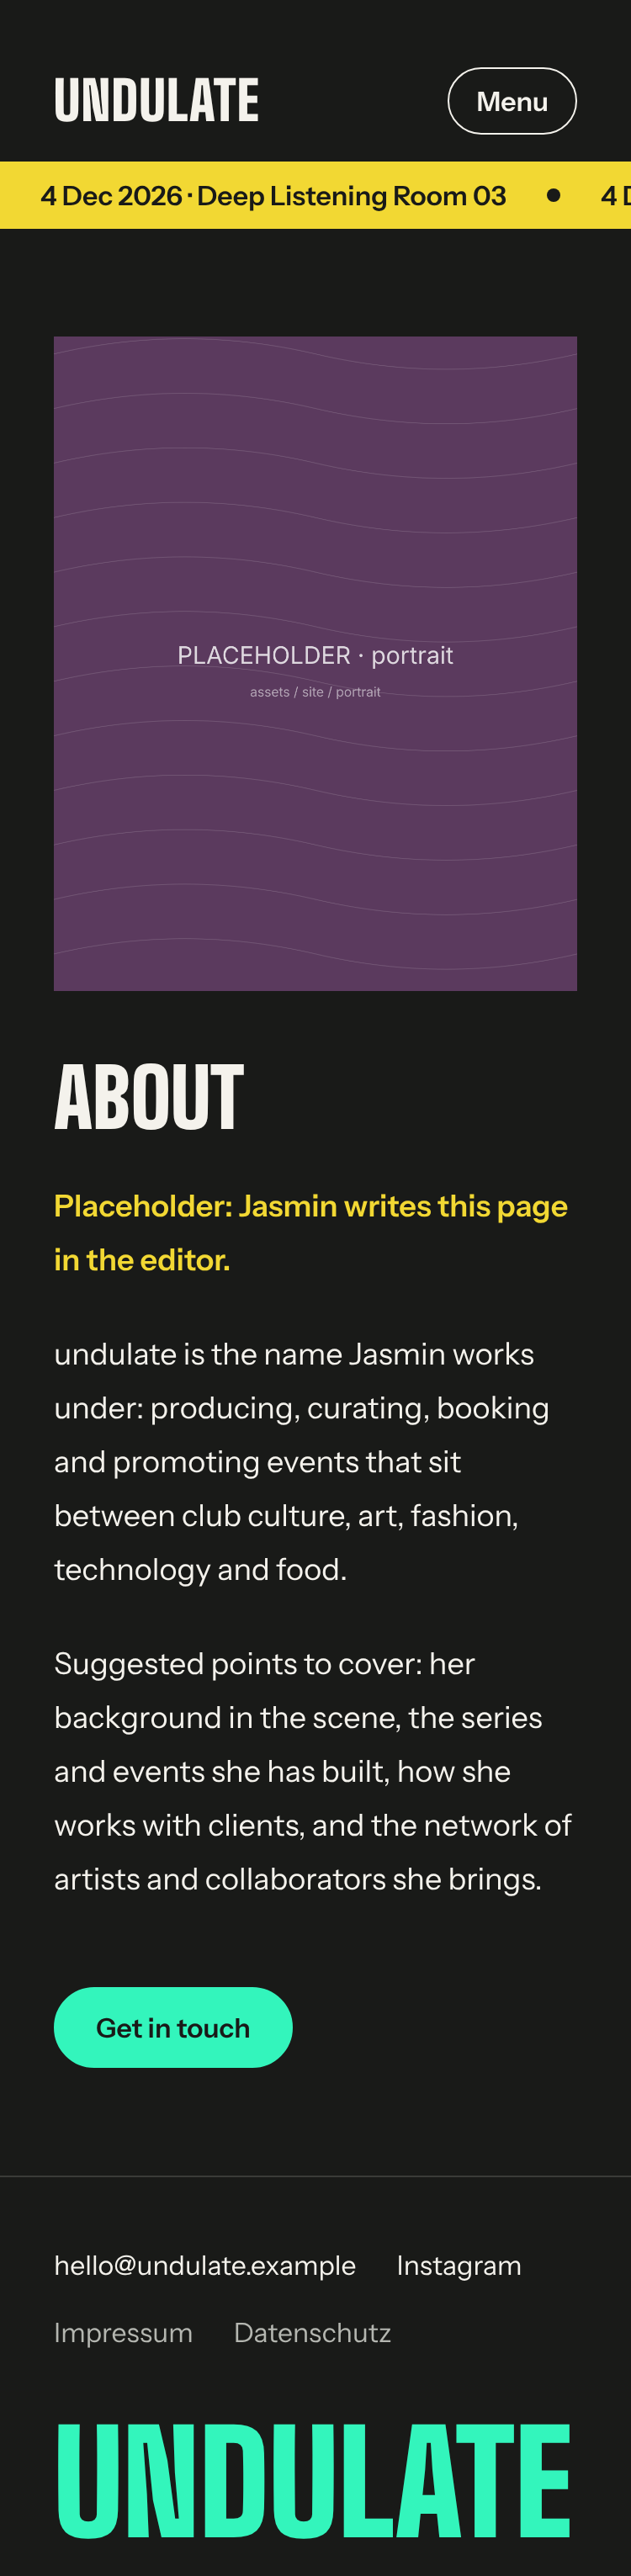 UNDULATE
Menu
4 Dec 2026 · Deep Listening Room 03 • 4 D
PLACEHOLDER · portrait
assets / site / portrait
ABOUT
Placeholder: Jasmin writes this page
in the editor.
undulate is the name Jasmin works
under: producing, curating, booking
and promoting events that sit
between club culture, art, fashion,
technology and food.
Suggested points to cover: her
background in the scene, the series
and events she has built, how she
works with clients, and the network of
artists and collaborators she brings.
Get in touch
hello@undulate.example Instagram
Impressum Datenschutz
UNDULATE